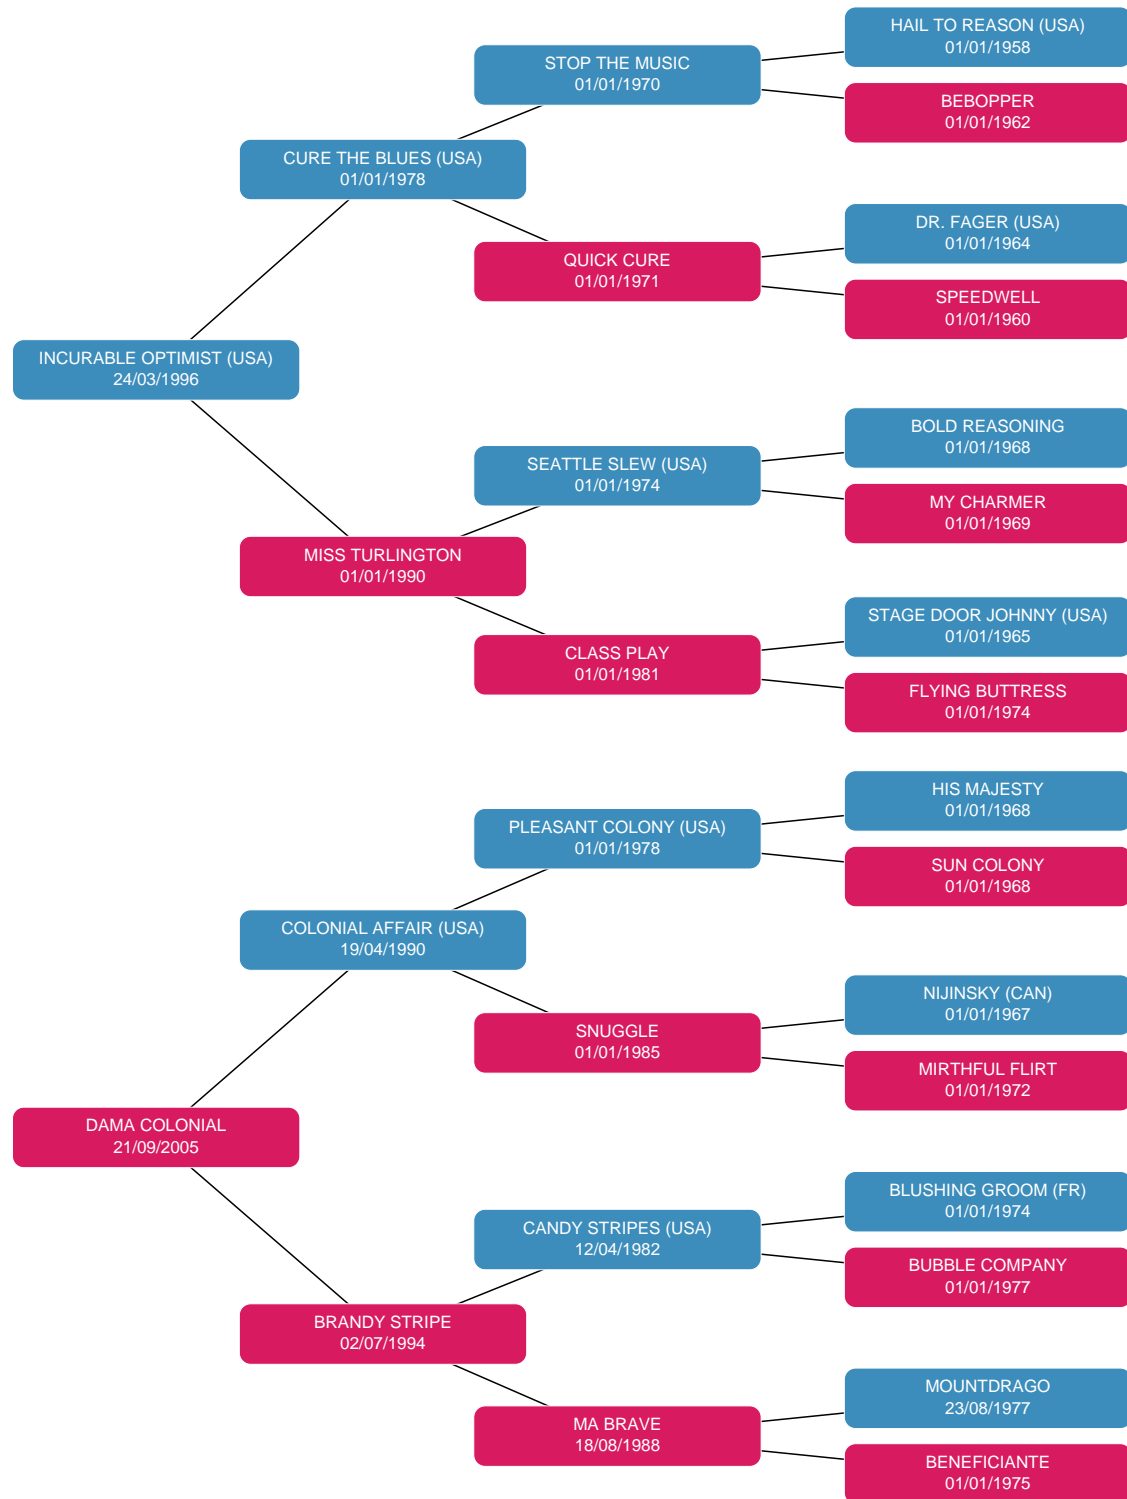 HAIL TO REASON (USA)
01/01/1958
STOP THE MUSIC
01/01/1970
BEBOPPER
01/01/1962
CURE THE BLUES (USA)
01/01/1978
DR. FAGER (USA)
01/01/1964
QUICK CURE
01/01/1971
SPEEDWELL
01/01/1960
INCURABLE OPTIMIST (USA)
24/03/1996
BOLD REASONING
01/01/1968
SEATTLE SLEW (USA)
01/01/1974
MY CHARMER
01/01/1969
MISS TURLINGTON
01/01/1990
STAGE DOOR JOHNNY (USA)
01/01/1965
CLASS PLAY
01/01/1981
FLYING BUTTRESS
01/01/1974
HIS MAJESTY
01/01/1968
PLEASANT COLONY (USA)
01/01/1978
SUN COLONY
01/01/1968
COLONIAL AFFAIR (USA)
19/04/1990
NIJINSKY (CAN)
01/01/1967
SNUGGLE
01/01/1985
MIRTHFUL FLIRT
01/01/1972
DAMA COLONIAL
21/09/2005
BLUSHING GROOM (FR)
01/01/1974
CANDY STRIPES (USA)
12/04/1982
BUBBLE COMPANY
01/01/1977
BRANDY STRIPE
02/07/1994
MOUNTDRAGO
23/08/1977
MA BRAVE
18/08/1988
BENEFICIANTE
01/01/1975